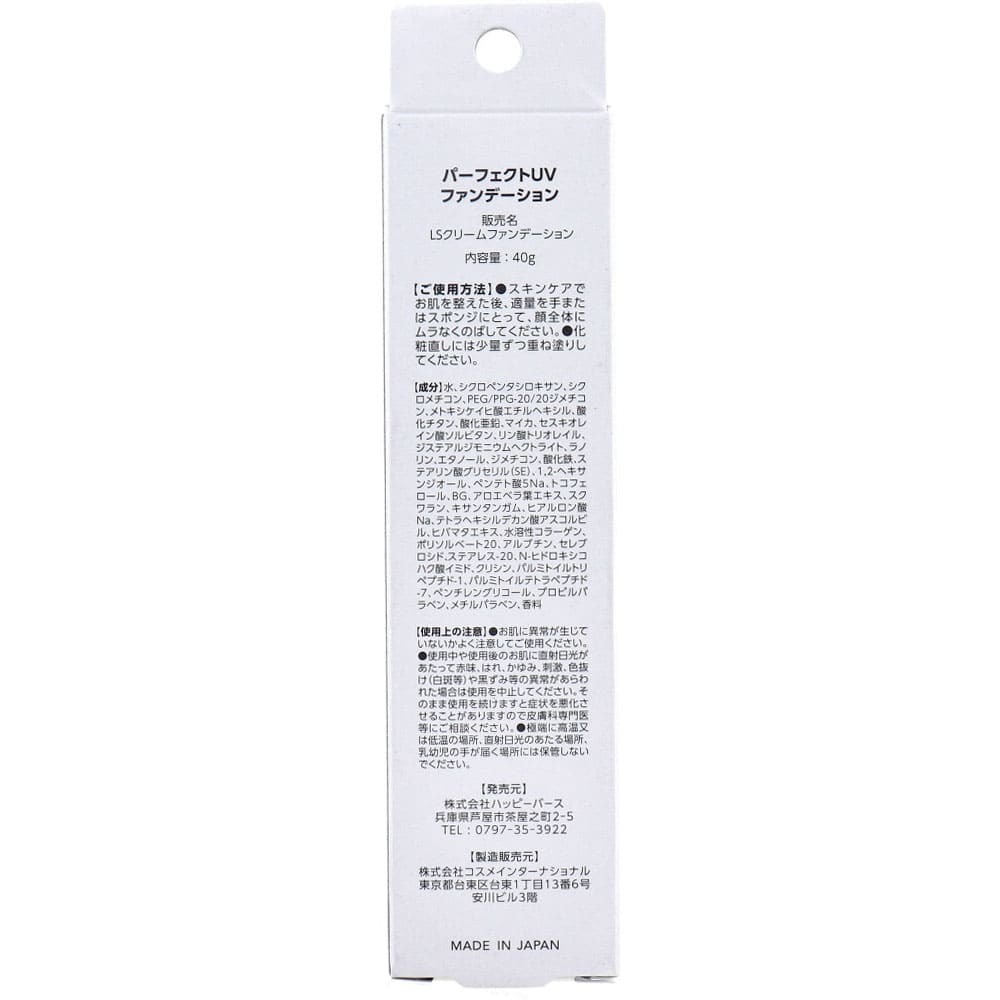 パーフェクトUV
ファンデーション
販売名
LSクリームファンデーション
内容量：40g
【ご使用方法】●スキンケアで
お肌を整えた後、適量を手また
はスポンジにとって、顔全体に
ムラなくのばしてください。●化
粧直しには少量ずつ重ね塗りし
てください。
【成分】水、シクロペンタシロキサン、シク
ロメチコン、PEG/PPG-20/20ジメチコ
ン、メトキシケイヒ酸エチルヘキシル、酸
化チタン、酸化亜鉛、マイカ、セスキオレ
イン酸ソルビタン、リン酸トリオレイル、
ジステアルジモニウムヘクトライト、ラノ
リン、エタノール、ジメチコン、酸化鉄、ス
テアリン酸グリセリル(SE)、1,2-ヘキサ
ンジオール、ペンテト酸5Na、トコフェ
ロール、BG、アロエベラ葉エキス、スク
ワラン、キサンタンガム、ヒアルロン酸
Na、テトラヘキシルデカン酸アスコルビ
ル、ヒバマタエキス、水溶性コラーゲン、
ポリソルベート20、アルブチン、セレブ
ロシド、ステアレス-20、N-ヒドロキシコ
ハク酸イミド、クリシン、パルミトイルトリ
ペプチド-1、パルミトイルテトラペプチド
-7、ペンチレングリコール、プロピルパ
ラベン、メチルパラベン、香料
【使用上の注意】●お肌に異常が生じて
いないかよく注意してご使用ください。
●使用中や使用後のお肌に直射日光が
あたって赤味、はれ、かゆみ、刺激、色抜
け(白斑等)や黒ずみ等の異常があらわ
れた場合は使用を中止してください。そ
のまま使用を続けますと症状を悪化さ
せることがありますので皮膚科専門医
等にご相談ください。●極端に高温又
は低温の場所、直射日光のあたる場所、
乳幼児の手が届く場所には保管しない
でください。
【発売元】
株式会社ハッピーバース
兵庫県芦屋市茶屋之町2-5
TEL：0797-35-3922
【製造販売元】
株式会社コスメインターナショナル
東京都台東区台東1丁目13番6号
安川ビル3階
MADE IN JAPAN